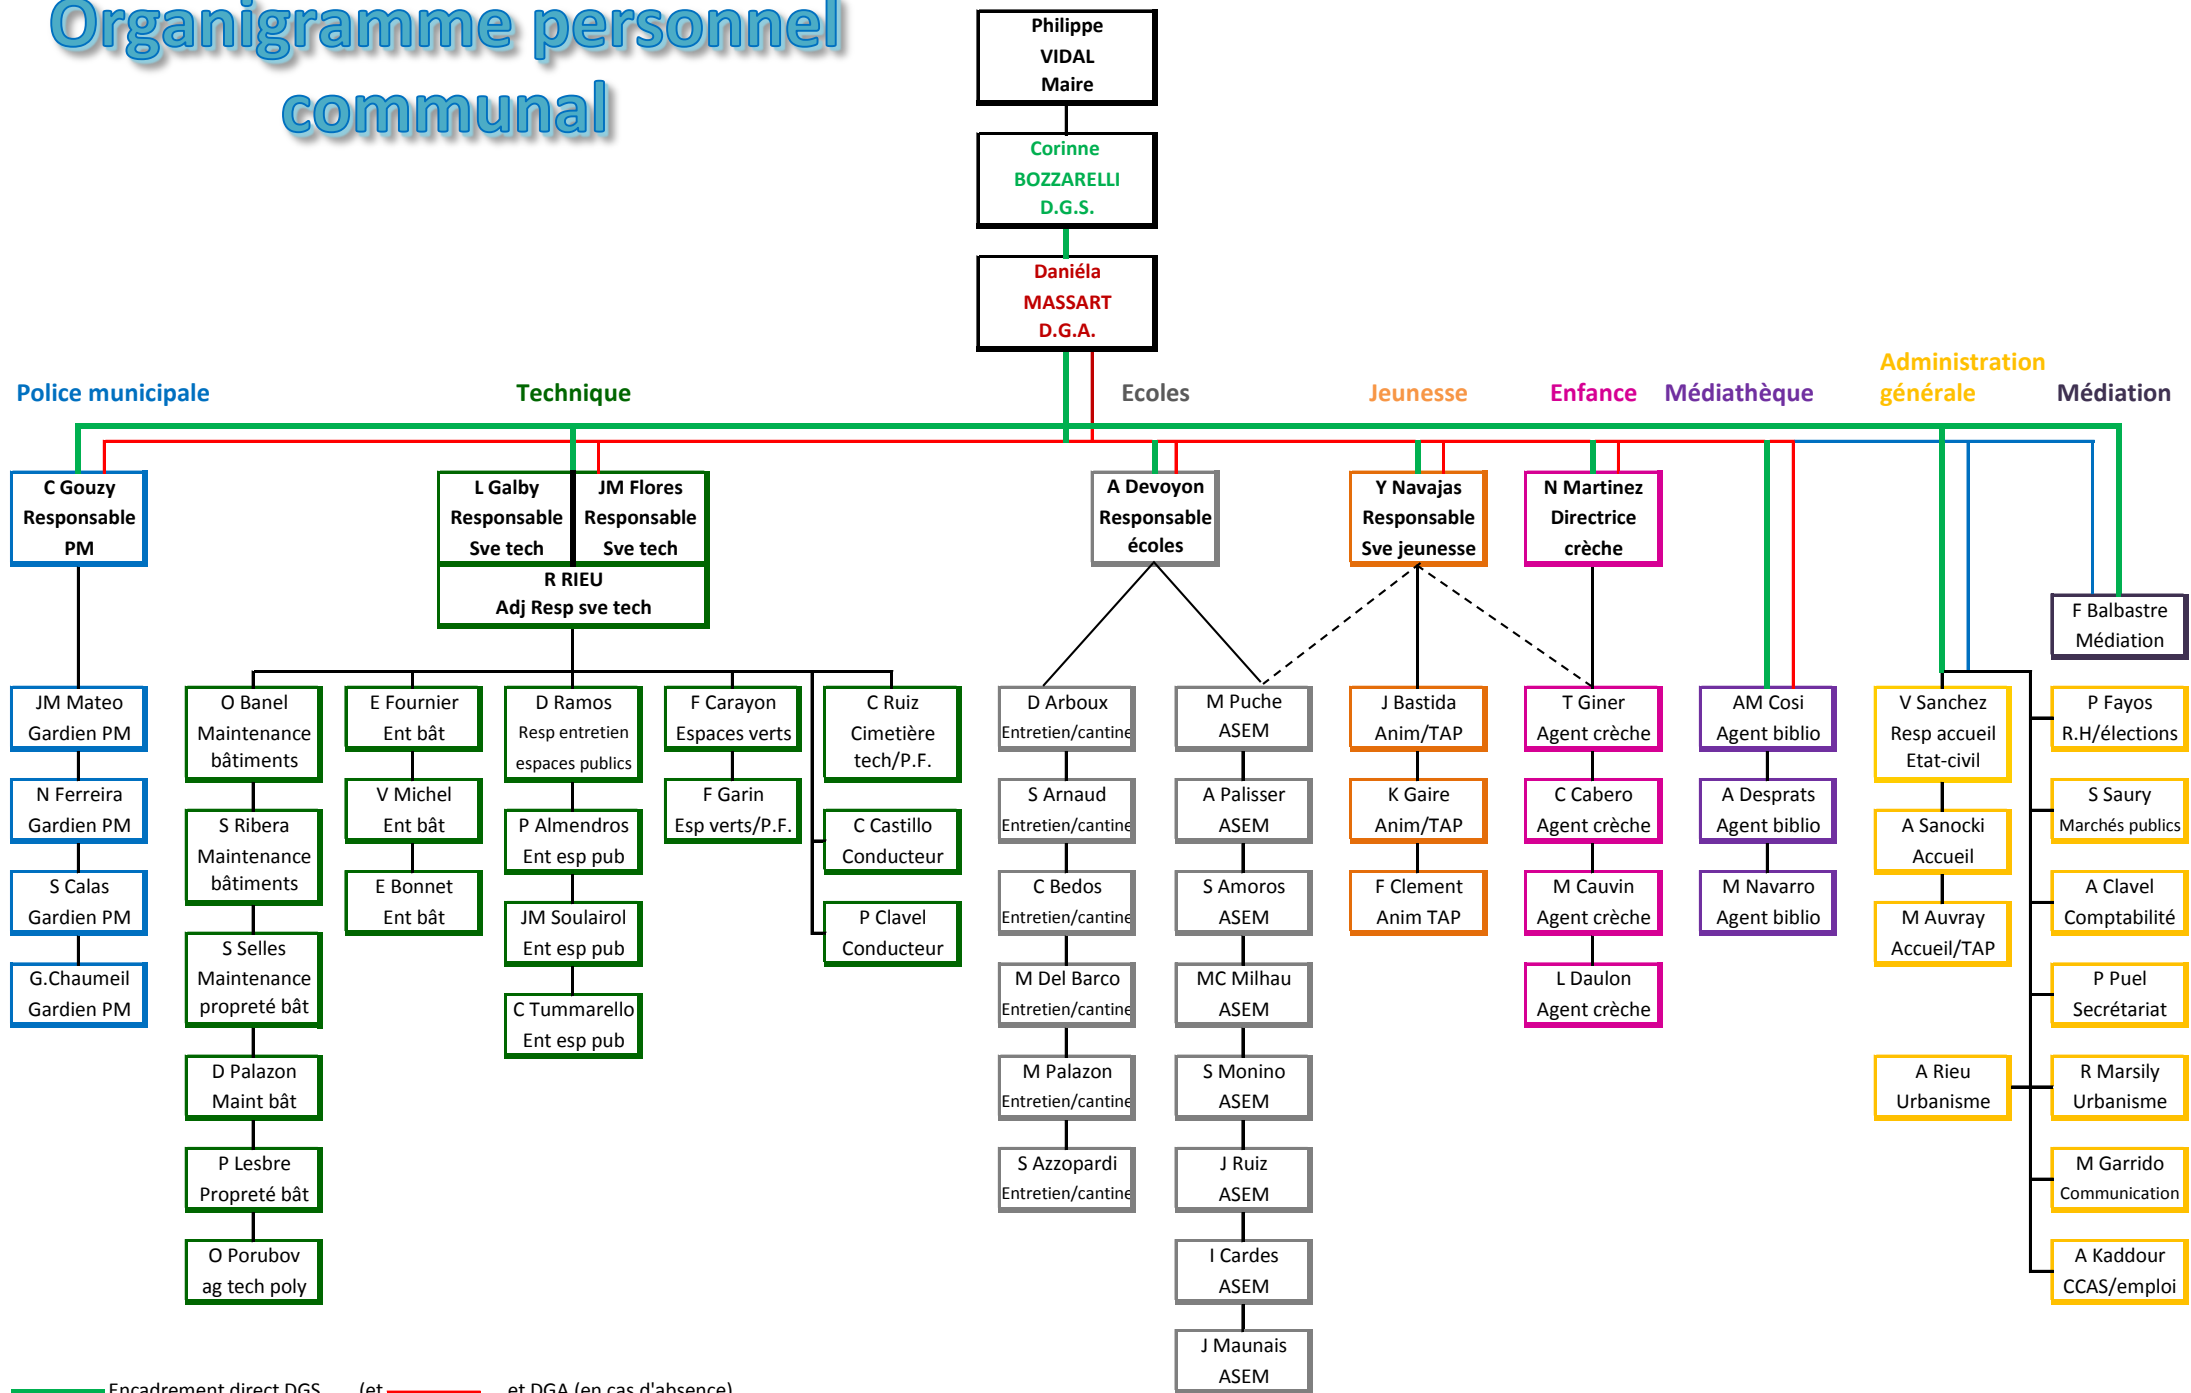 Organigramme personnel
communal
Philippe
VIDAL
Maire
Corinne
BOZZARELLI
D.G.S.
Daniéla
MASSART
D.G.A.
Police municipale
Technique
Ecoles
Jeunesse
Enfance
Médiathèque
Administration
générale
Médiation
C Gouzy
Responsable
PM
L Galby
Responsable
Sve tech
JM Flores
Responsable
Sve tech
R RIEU
Adj Resp sve tech
A Devoyon
Responsable
écoles
Y Navajas
Responsable
Sve jeunesse
N Martinez
Directrice
crèche
F Balbastre
Médiation
JM Mateo
Gardien PM
N Ferreira
Gardien PM
S Calas
Gardien PM
G.Chaumeil
Gardien PM
O Banel
Maintenance
bâtiments
S Ribera
Maintenance
bâtiments
S Selles
Maintenance
propreté bât
D Palazon
Maint bât
P Lesbre
Propreté bât
O Porubov
ag tech poly
E Fournier
Ent bât
V Michel
Ent bât
E Bonnet
Ent bât
D Ramos
Resp entretien
espaces publics
P Almendros
Ent esp pub
JM Soulairol
Ent esp pub
C Tummarello
Ent esp pub
F Carayon
Espaces verts
F Garin
Esp verts/P.F.
C Ruiz
Cimetière
tech/P.F.
C Castillo
Conducteur
P Clavel
Conducteur
D Arboux
Entretien/cantine
S Arnaud
Entretien/cantine
C Bedos
Entretien/cantine
M Del Barco
Entretien/cantine
M Palazon
Entretien/cantine
S Azzopardi
Entretien/cantine
M Puche
ASEM
A Palisser
ASEM
S Amoros
ASEM
MC Milhau
ASEM
S Monino
ASEM
J Ruiz
ASEM
I Cardes
ASEM
J Maunais
ASEM
J Bastida
Anim/TAP
K Gaire
Anim/TAP
F Clement
Anim TAP
T Giner
Agent crèche
C Cabero
Agent crèche
M Cauvin
Agent crèche
L Daulon
Agent crèche
AM Cosi
Agent biblio
A Desprats
Agent biblio
M Navarro
Agent biblio
V Sanchez
Resp accueil
Etat-civil
A Sanocki
Accueil
M Auvray
Accueil/TAP
A Rieu
Urbanisme
P Fayos
R.H/élections
S Saury
Marchés publics
A Clavel
Comptabilité
P Puel
Secrétariat
R Marsily
Urbanisme
M Garrido
Communication
A Kaddour
CCAS/emploi
Encadrement direct DGS (et et DGA (en cas d'absence)